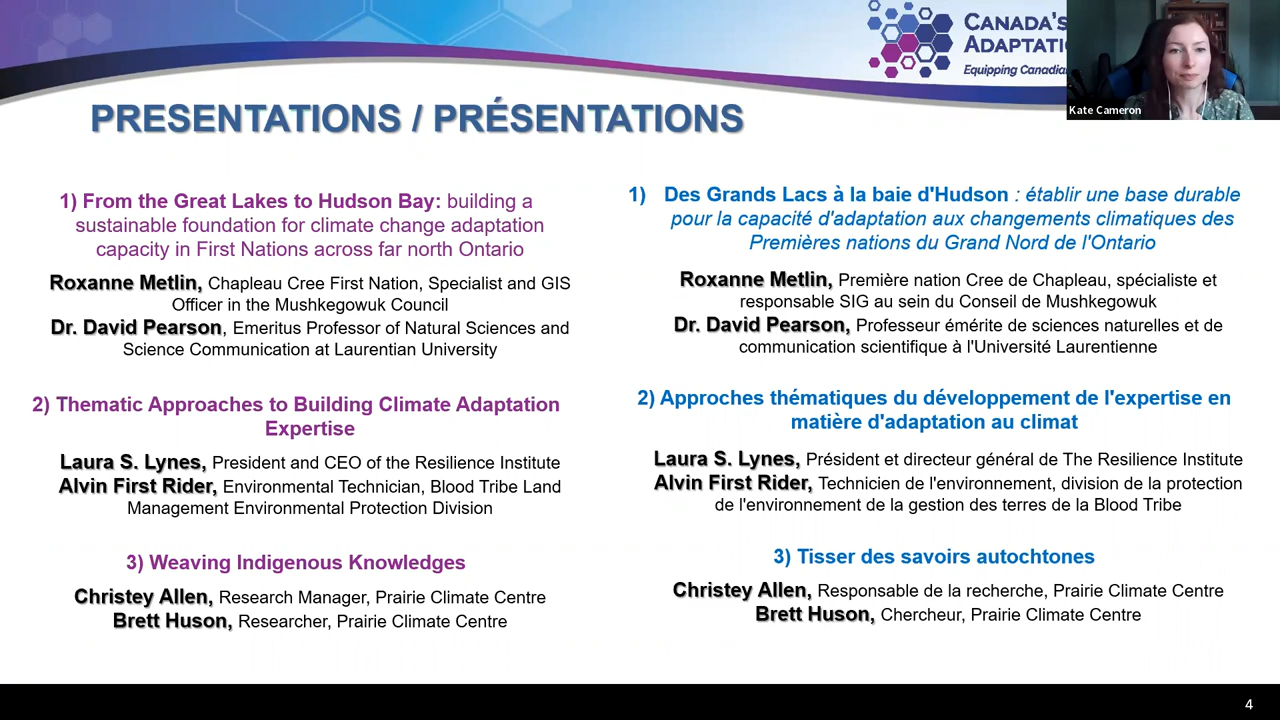 CANADA'S
ADAPTATI
Equipping Canadia
Kate Cameron
PRESENTATIONS / PRÉSENTATIONS
1) From the Great Lakes to Hudson Bay: building a
sustainable foundation for climate change adaptation
capacity in First Nations across far north Ontario
Roxanne Metlin, Chapleau Cree First Nation, Specialist and GIS
Officer in the Mushkegowuk Council
Dr. David Pearson, Emeritus Professor of Natural Sciences and
Science Communication at Laurentian University
2) Thematic Approaches to Building Climate Adaptation
Expertise
Laura S. Lynes, President and CEO of the Resilience Institute
Alvin First Rider, Environmental Technician, Blood Tribe Land
Management Environmental Protection Division
3) Weaving Indigenous Knowledges
Christey Allen, Research Manager, Prairie Climate Centre
Brett Huson, Researcher, Prairie Climate Centre
1) Des Grands Lacs à la baie d'Hudson : établir une base durable
pour la capacité d'adaptation aux changements climatiques des
Premières nations du Grand Nord de l'Ontario
Roxanne Metlin, Première nation Cree de Chapleau, spécialiste et
responsable SIG au sein du Conseil de Mushkegowuk
Dr. David Pearson, Professeur émérite de sciences naturelles et de
communication scientifique à l'Université Laurentienne
2) Approches thématiques du développement de l'expertise en
matière d'adaptation au climat
Laura S. Lynes, Président et directeur général de The Resilience Institute
Alvin First Rider, Technicien de l'environnement, division de la protection
de l'environnement de la gestion des terres de la Blood Tribe
3) Tisser des savoirs autochtones
Christey Allen, Responsable de la recherche, Prairie Climate Centre
Brett Huson, Chercheur, Prairie Climate Centre
4